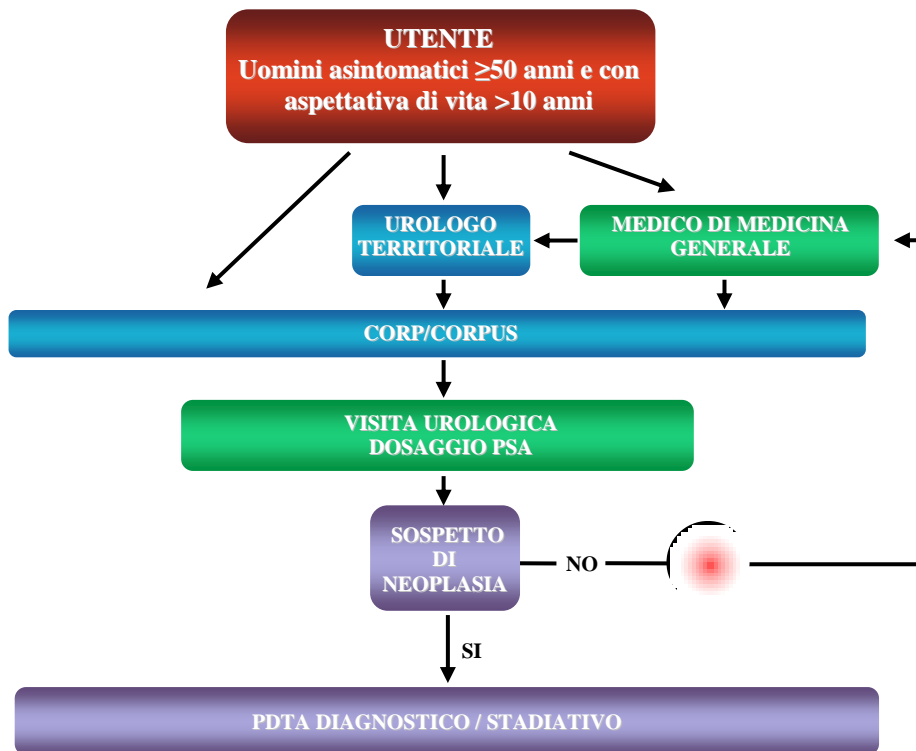 UTENTE
Uomini asintomatici ≥50 anni e con
aspettativa di vita >10 anni
UROLOGO
TERRITORIALE
MEDICO DI MEDICINA
GENERALE
CORP/CORPUS
VISITA UROLOGICA
DOSAGGIO PSA
SOSPETTO
DI
NEOPLASIA
NO
SI
PDTA DIAGNOSTICO / STADIATIVO